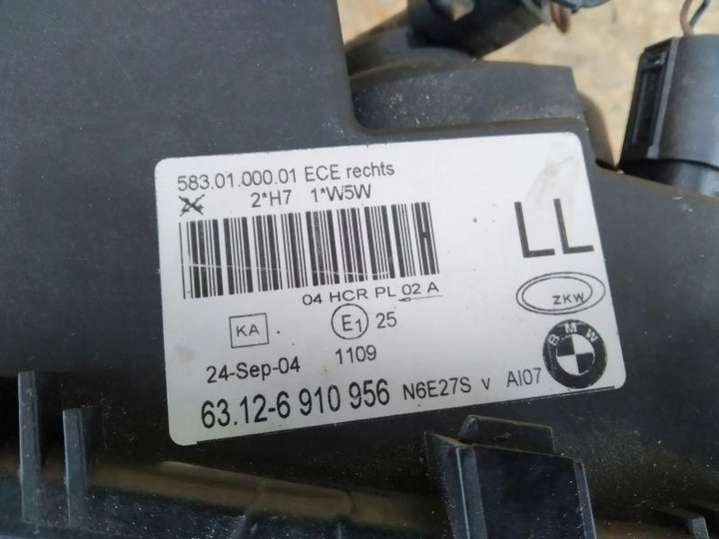 583.01.000.01 ECE rechts
2*H7 1*W5W
LL
04 HCR PL 02 A
ZKW
KA E1 25
BMW
24-Sep-04 1109
63.12-6 910 956 N6E27S v AI07